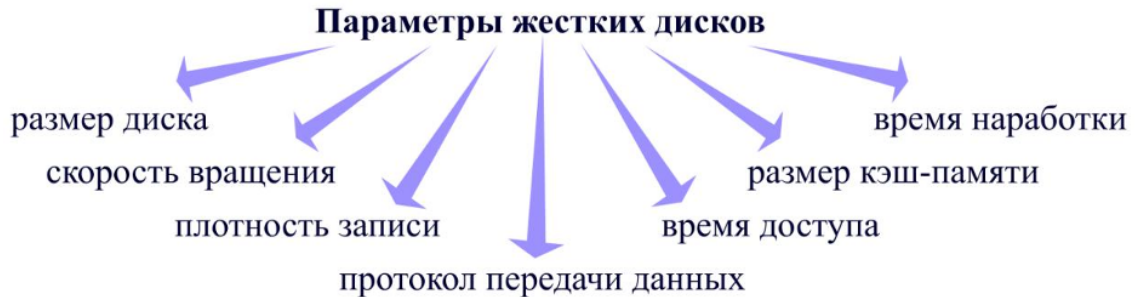 Параметры жестких дисков
размер диска
время наработки
скорость вращения
размер кэш-памяти
плотность записи
время доступа
протокол передачи данных